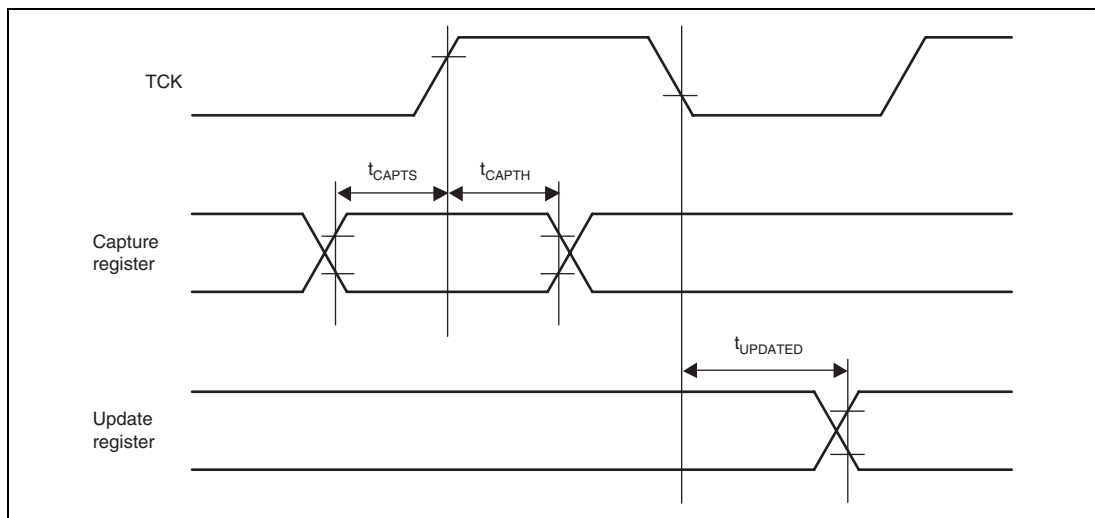 TCK
tCAPTS
tCAPTH
Capture
register
tUPDATED
Update
register